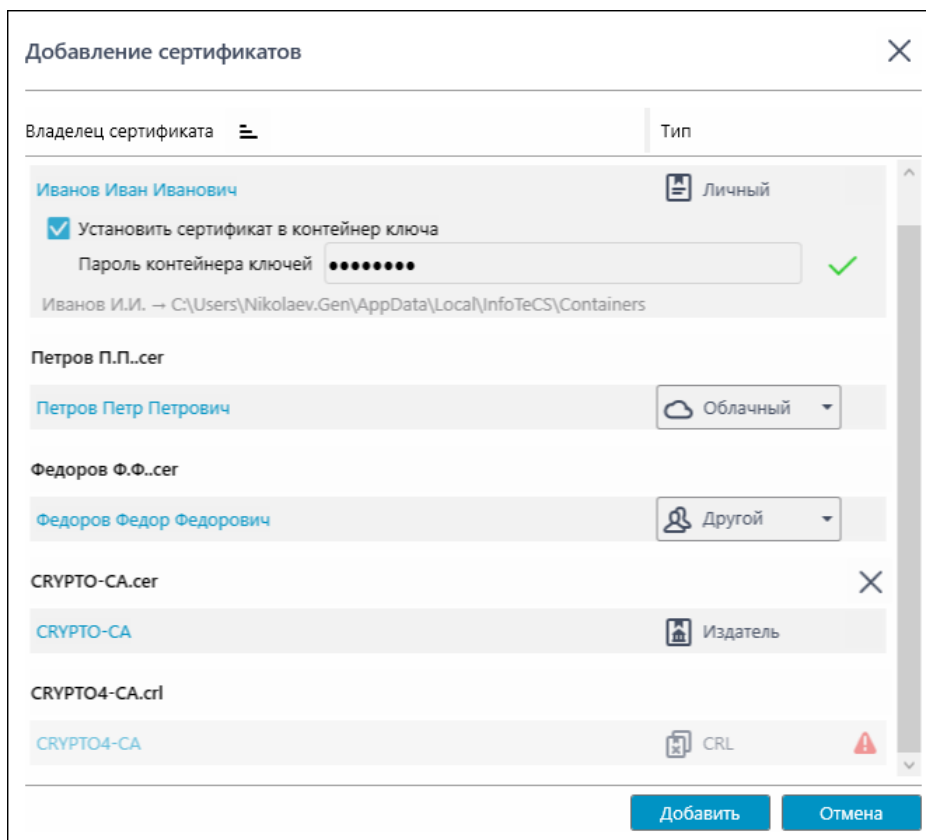 Добавление сертификатов
Владелец сертификата Тип
Иванов Иван Иванович Личный
Установить сертификат в контейнер ключа
Пароль контейнера ключей ••••••••
Иванов И.И. → C:\Users\Nikolaev.Gen\AppData\Local\InfoTeCS\Containers
Петров П.П..cer
Петров Петр Петрович Облачный
Федоров Ф.Ф..cer
Федоров Федор Федорович Другой
CRYPTO-CA.cer
CRYPTO-CA Издатель
CRYPTO4-CA.crl
CRYPTO4-CA CRL
Добавить Отмена